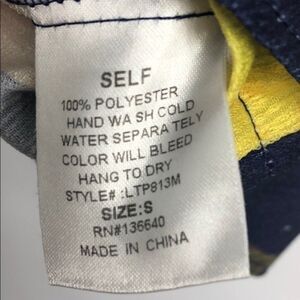 SELF
100% POLYESTER
HAND WA SH COLD
WATER SEPARA TELY
COLOR WILL BLEED
HANG TO DRY
STYLE# :LTP813M
SIZE:S
RN#136640
MADE IN CHINA